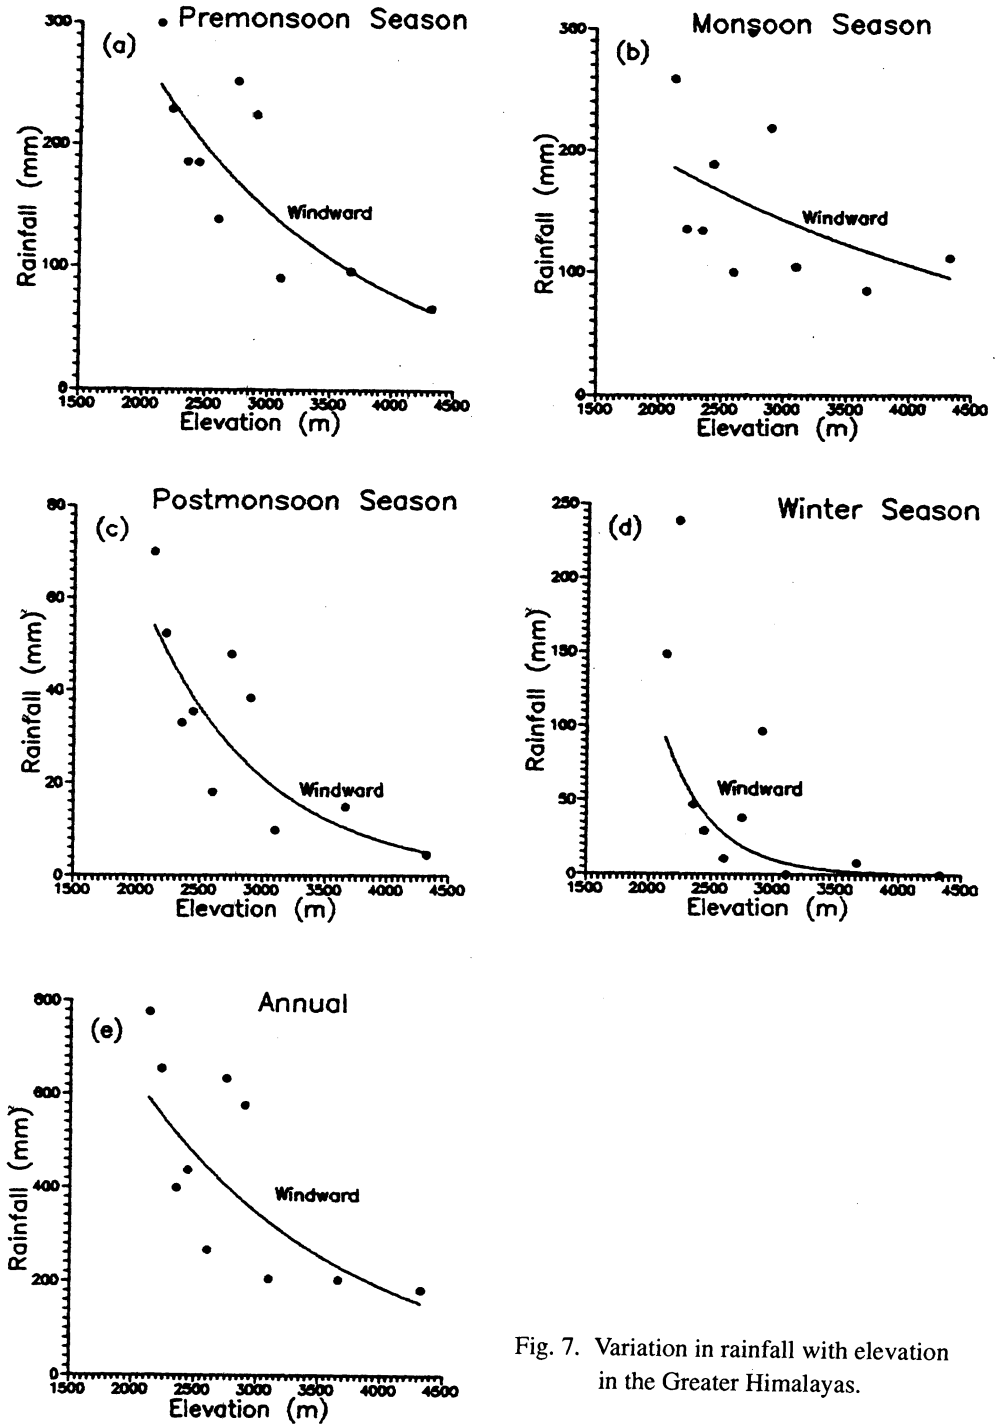 Premonsoon Season
(a)
300
200
100
0
Rainfall (mm)
Windward
1500 2000 2500 3000 3500 4000 4500
Elevation (m)
Monsoon Season
(b)
300
200
100
0
Rainfall (mm)
Windward
1500 2000 2500 3000 3500 4000 4500
Elevation (m)
Postmonsoon Season
(c)
80
60
40
20
0
Rainfall (mm)
Windward
1500 2000 2500 3000 3500 4000 4500
Elevation (m)
Winter Season
(d)
250
200
150
100
50
0
Rainfall (mm)
Windward
1500 2000 2500 3000 3500 4000 4500
Elevation (m)
Annual
(e)
800
600
400
200
0
Rainfall (mm)
Windward
1500 2000 2500 3000 3500 4000 4500
Elevation (m)
Fig. 7. Variation in rainfall with elevation
in the Greater Himalayas.